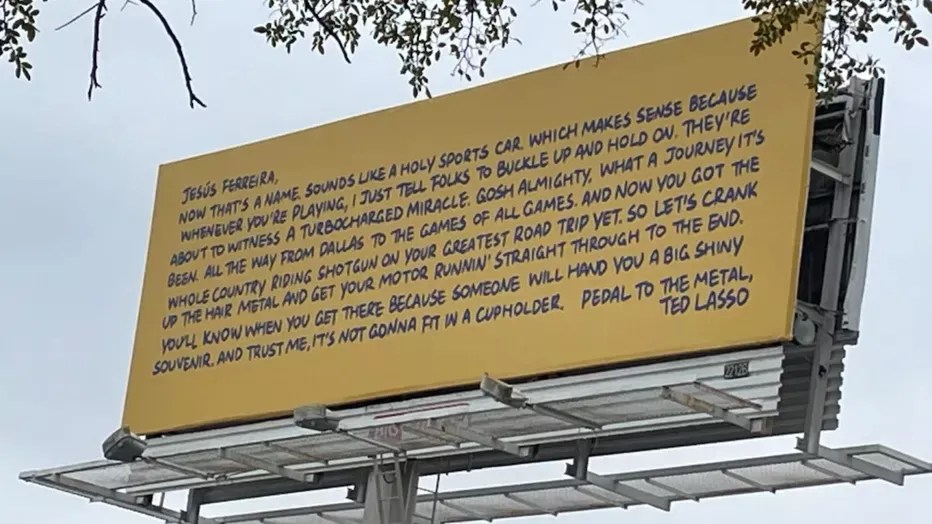 JESÚS FERREIRA,
NOW THAT'S A NAME. SOUNDS LIKE A HOLY SPORTS CAR. WHICH MAKES SENSE BECAUSE
WHENEVER YOU'RE PLAYING, I JUST TELL FOLKS TO BUCKLE UP AND HOLD ON. THEY'RE
ABOUT TO WITNESS A TURBOCHARGED MIRACLE. GOSH ALMIGHTY, WHAT A JOURNEY IT'S
BEEN. ALL THE WAY FROM DALLAS TO THE GAMES OF ALL GAMES. AND NOW YOU GOT THE
WHOLE COUNTRY RIDING SHOTGUN ON YOUR GREATEST ROAD TRIP YET. SO LET'S CRANK
UP THE HAIR METAL AND GET YOUR MOTOR RUNNIN' STRAIGHT THROUGH TO THE END.
YOU'LL KNOW WHEN YOU GET THERE BECAUSE SOMEONE WILL HAND YOU A BIG SHINY
SOUVENIR. AND TRUST ME, IT'S NOT GONNA FIT IN A CUPHOLDER. PEDAL TO THE METAL,
TED LASSO
22126